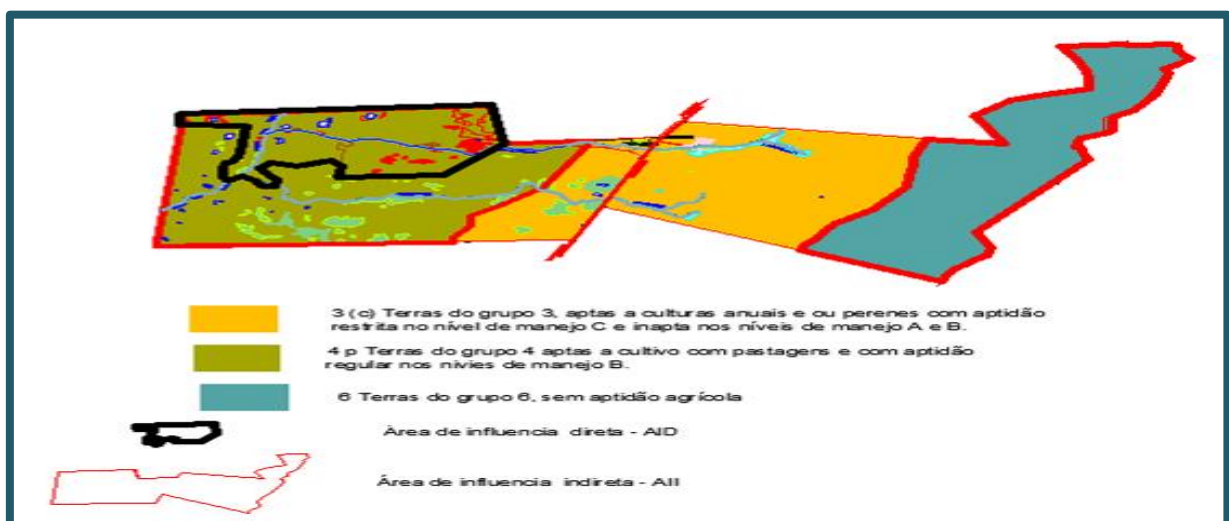 3 (c) Terras do grupo 3, aptas a culturas anuais e ou perenes com aptidão
restrita no nível de manejo C e inapta nos níveis de manejo A e B.
4 p Terras do grupo 4 aptas a cultivo com pastagens e com aptidão
regular nos nivies de manejo B.
6 Terras do grupo 6, sem aptidão agrícola
Área de influencia direta - AID
Área de influencia indireta - AII